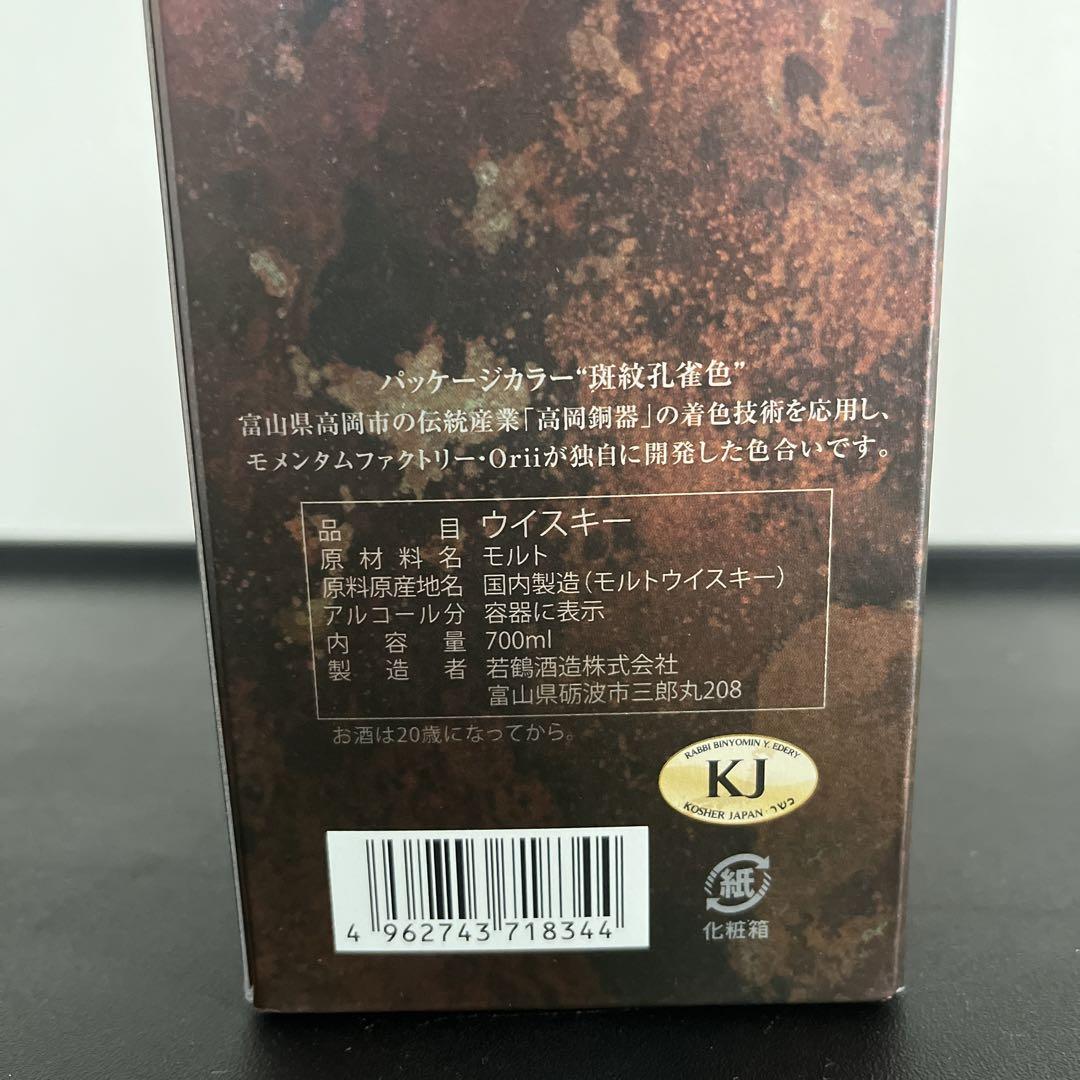 パッケージカラー“斑紋孔雀色”
富山県高岡市の伝統産業「高岡銅器」の着色技術を応用し、
モメンタムファクトリー・Oriiが独自に開発した色合いです。
品目 ウイスキー
原材料名 モルト
原料原産地名 国内製造(モルトウイスキー)
アルコール分 容器に表示
内容量 700ml
製造者 若鶴酒造株式会社
富山県砺波市三郎丸208
お酒は20歳になってから。
RABBI BINYOMIN Y. EDERY
KJ
KOSHER JAPAN・כשר
4 962743 718344
紙
化粧箱